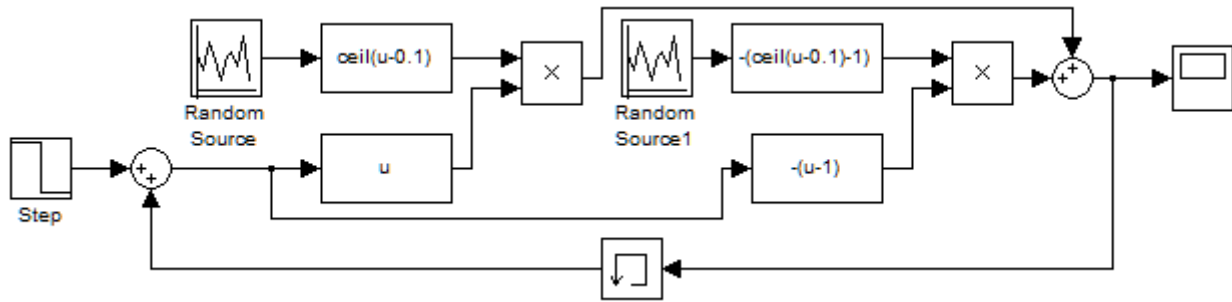 ceil(u-0.1)
×
-(ceil(u-0.1)-1)
×
+
+
Random
Source
Random
Source1
+
+
u
-(u-1)
Step